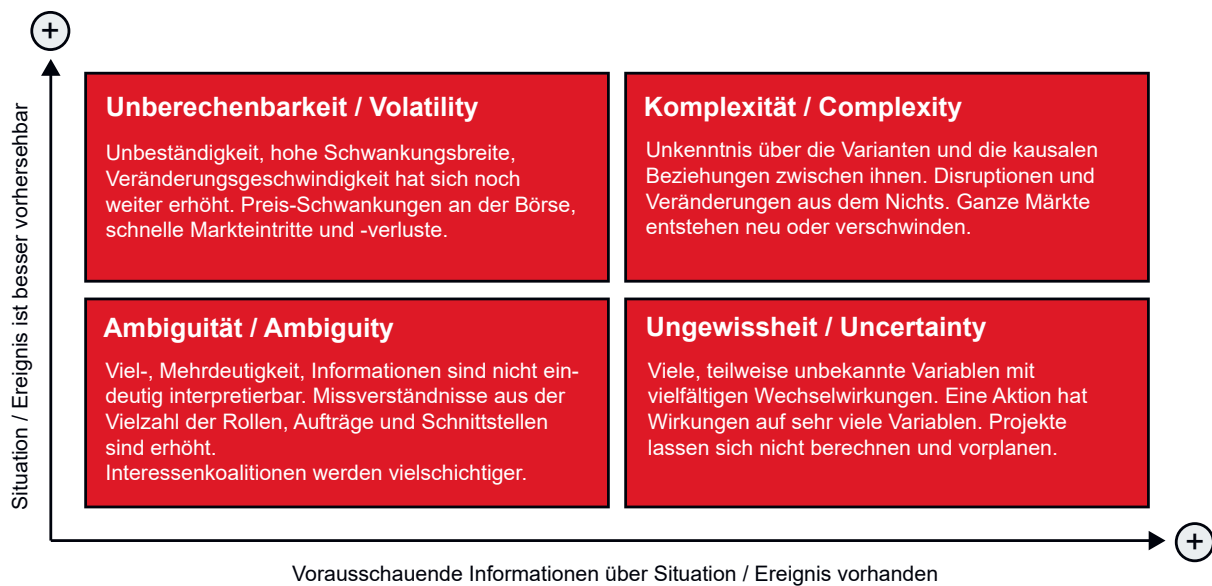 +
Situation / Ereignis ist besser vorhersehbar
Unberechenbarkeit / Volatility
Unbeständigkeit, hohe Schwankungsbreite,
Veränderungsgeschwindigkeit hat sich noch
weiter erhöht. Preis-Schwankungen an der Börse,
schnelle Markteintritte und -verluste.
Komplexität / Complexity
Unkenntnis über die Varianten und die kausalen
Beziehungen zwischen ihnen. Disruptionen und
Veränderungen aus dem Nichts. Ganze Märkte
entstehen neu oder verschwinden.
Ambiguität / Ambiguity
Viel-, Mehrdeutigkeit, Informationen sind nicht ein-
deutig interpretierbar. Missverständnisse aus der
Vielzahl der Rollen, Aufträge und Schnittstellen
sind erhöht.
Interessenkoalitionen werden vielschichtiger.
Ungewissheit / Uncertainty
Viele, teilweise unbekannte Variablen mit
vielfältigen Wechselwirkungen. Eine Aktion hat
Wirkungen auf sehr viele Variablen. Projekte
lassen sich nicht berechnen und vorplanen.
+
Vorausschauende Informationen über Situation / Ereignis vorhanden